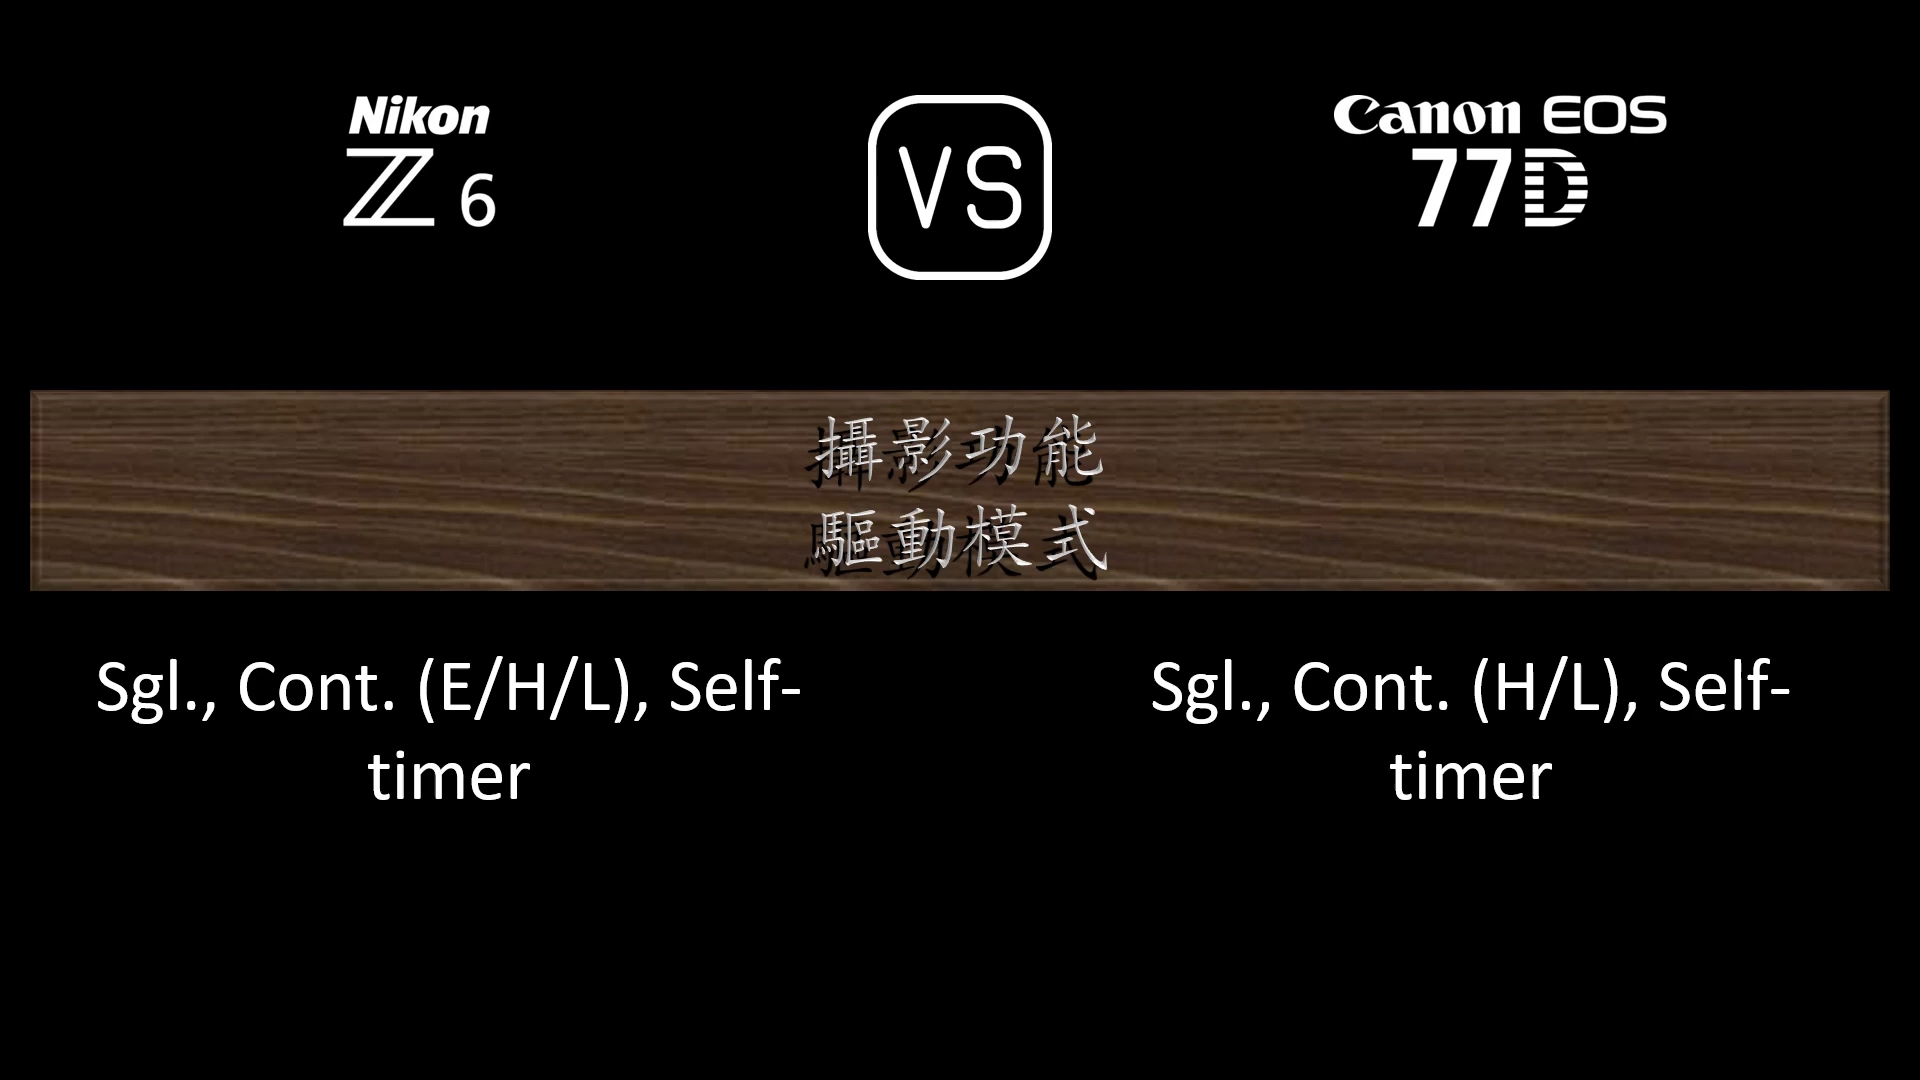 Nikon
Z 6
VS
Canon EOS
77D
攝影功能
驅動模式
Sgl., Cont. (E/H/L), Self-
timer
Sgl., Cont. (H/L), Self-
timer